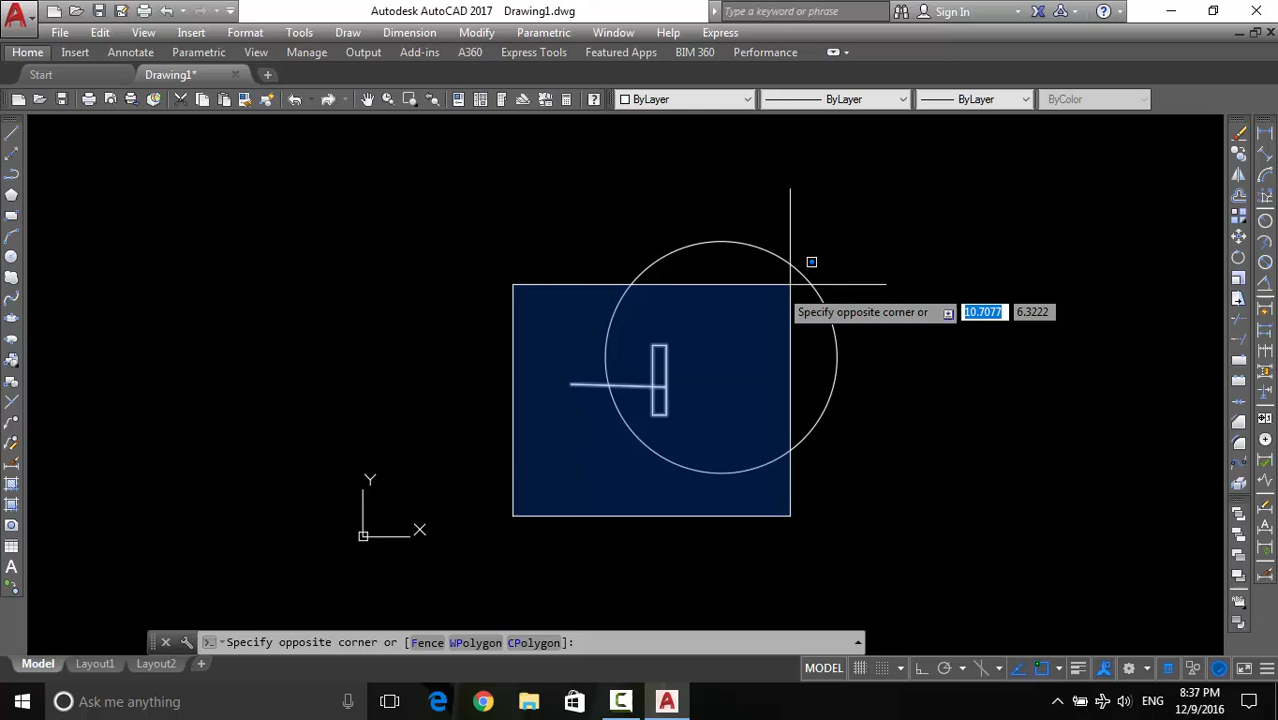 Autodesk AutoCAD 2017 Drawing1.dwg
Type a keyword or phrase
Sign In
File Edit View Insert Format Tools Draw Dimension Modify Parametric Window Help Express
Home Insert Annotate Parametric View Manage Output Add-ins A360 Express Tools Featured Apps BIM 360 Performance
Start Drawing1*
ByLayer ByLayer ByLayer ByColor
Specify opposite corner or 10.7077 6.3222
Y
X
A
A
Specify opposite corner or [Fence WPolygon CPolygon]:
Model Layout1 Layout2 + MODEL
Ask me anything
ENG
8:37 PM
12/9/2016